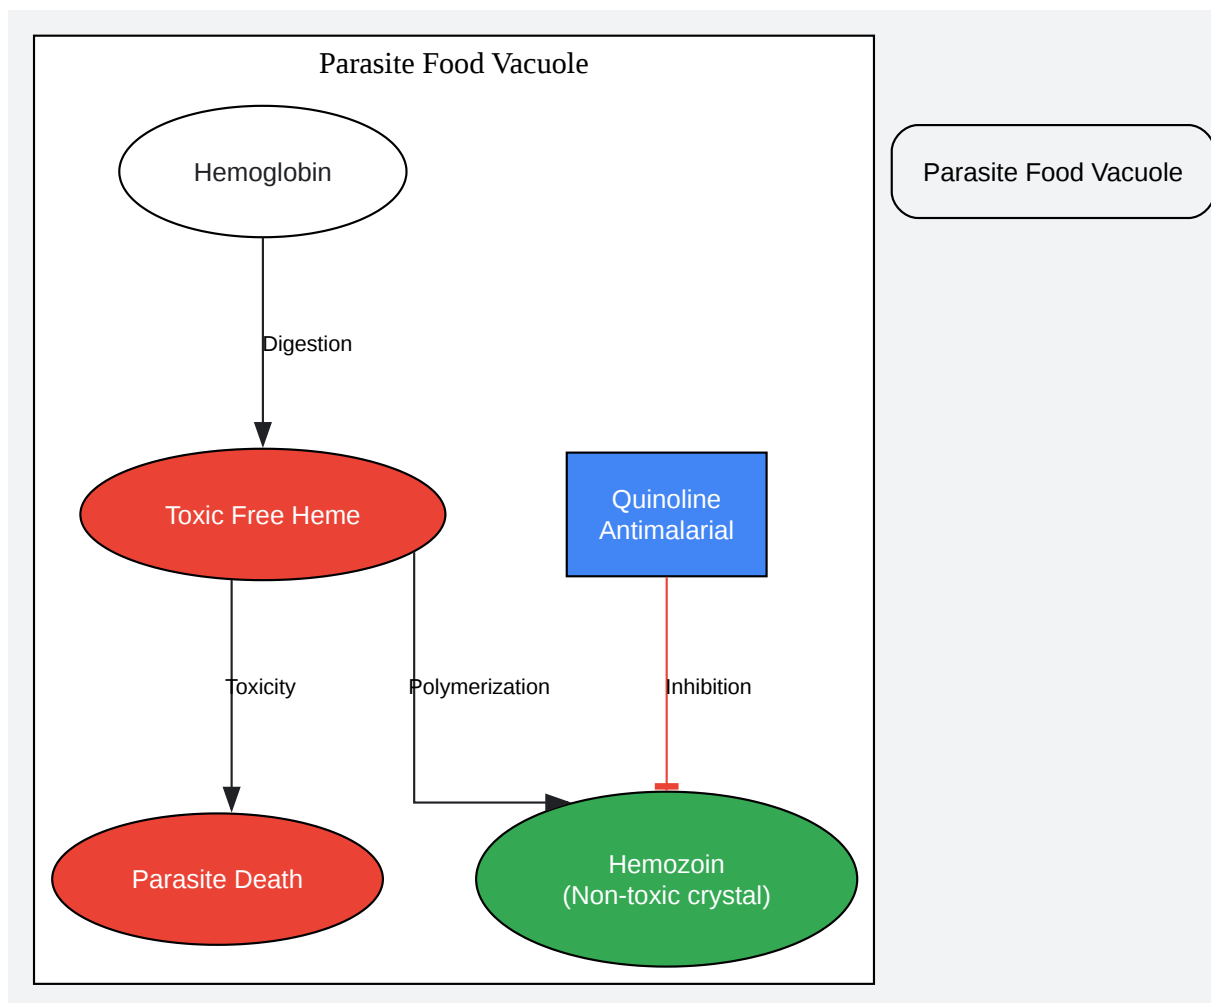 Parasite Food Vacuole
Hemoglobin
Parasite Food Vacuole
Digestion
Toxic Free Heme
Quinoline
Antimalarial
Toxicity
Polymerization
Inhibition
Parasite Death
Hemozoin
(Non-toxic crystal)